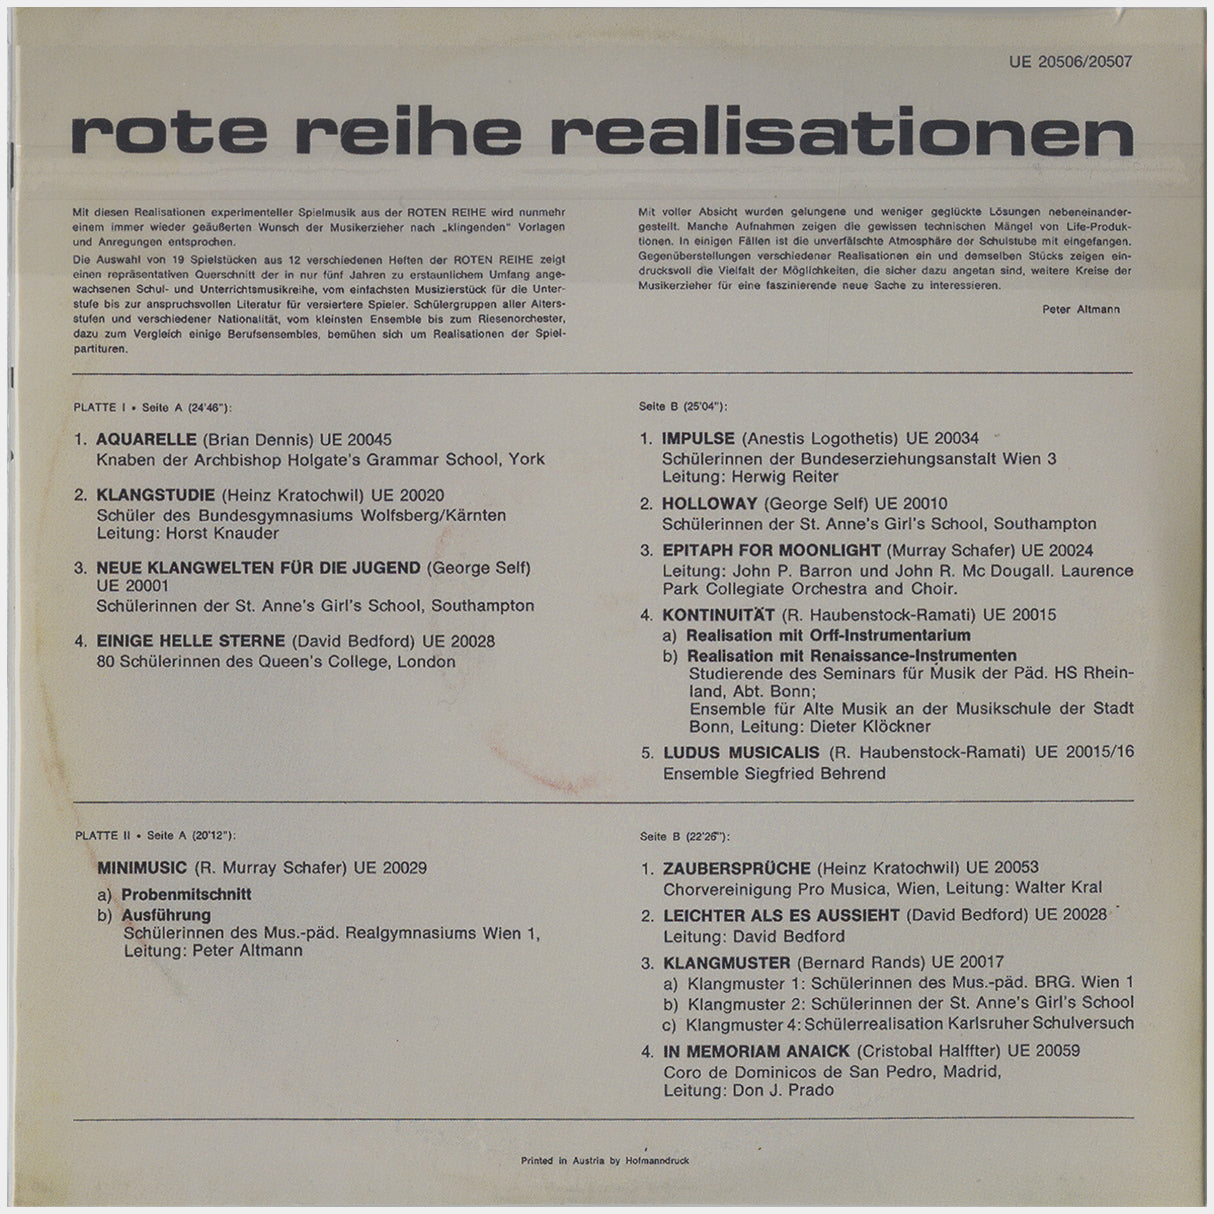 UE 20506/20507
rote reihe realisationen
Mit diesen Realisationen experimenteller Spielmusik aus der ROTEN REIHE wird nunmehr
einem immer wieder geäußerten Wunsch der Musikerzieher nach „klingenden" Vorlagen
und Anregungen entsprochen.
Die Auswahl von 19 Spielstücken aus 12 verschiedenen Heften der ROTEN REIHE zeigt
einen repräsentativen Querschnitt der in nur fünf Jahren zu erstaunlichem Umfang ange-
wachsenen Schul- und Unterrichtsmusikreihe, vom einfachsten Musizierstück für die Unter-
stufe bis zur anspruchsvollen Literatur für versiertere Spieler. Schülergruppen aller Alters-
stufen und verschiedener Nationalität, vom kleinsten Ensemble bis zum Riesenorchester,
dazu zum Vergleich einige Berufsensembles, bemühen sich um Realisationen der Spiel-
partituren.
Mit voller Absicht wurden gelungene und weniger geglückte Lösungen nebeneinander-
gestellt. Manche Aufnahmen zeigen die gewissen technischen Mängel von Life-Produk-
tionen. In einigen Fällen ist die unverfälschte Atmosphäre der Schulstube mit eingefangen.
Gegenüberstellungen verschiedener Realisationen ein und demselben Stücks zeigen ein-
drucksvoll die Vielfalt der Möglichkeiten, die sicher dazu angetan sind, weitere Kreise der
Musikerzieher für eine faszinierende neue Sache zu interessieren.
Peter Altmann
PLATTE I • Seite A (24'46"):
1. AQUARELLE (Brian Dennis) UE 20045
Knaben der Archbishop Holgate's Grammar School, York
2. KLANGSTUDIE (Heinz Kratochwil) UE 20020
Schüler des Bundesgymnasiums Wolfsberg/Kärnten
Leitung: Horst Knauder
3. NEUE KLANGWELTEN FÜR DIE JUGEND (George Self)
UE 20001
Schülerinnen der St. Anne's Girl's School, Southampton
4. EINIGE HELLE STERNE (David Bedford) UE 20028
80 Schülerinnen des Queen's College, London
Seite B (25'04"):
1. IMPULSE (Anestis Logothetis) UE 20034
Schülerinnen der Bundeserziehungsanstalt Wien 3
Leitung: Herwig Reiter
2. HOLLOWAY (George Self) UE 20010
Schülerinnen der St. Anne's Girl's School, Southampton
3. EPITAPH FOR MOONLIGHT (Murray Schafer) UE 20024
Leitung: John P. Barron und John R. Mc Dougall. Laurence
Park Collegiate Orchestra and Choir.
4. KONTINUITÄT (R. Haubenstock-Ramati) UE 20015
a) Realisation mit Orff-Instrumentarium
b) Realisation mit Renaissance-Instrumenten
Studierende des Seminars für Musik der Päd. HS Rhein-
land, Abt. Bonn;
Ensemble für Alte Musik an der Musikschule der Stadt
Bonn, Leitung: Dieter Klöckner
5. LUDUS MUSICALIS (R. Haubenstock-Ramati) UE 20015/16
Ensemble Siegfried Behrend
PLATTE II • Seite A (20'12"):
MINIMUSIC (R. Murray Schafer) UE 20029
a) Probenmitschnitt
b) Ausführung
Schülerinnen des Mus.-päd. Realgymnasiums Wien 1,
Leitung: Peter Altmann
Seite B (22'26"):
1. ZAUBERSPRÜCHE (Heinz Kratochwil) UE 20053
Chorvereinigung Pro Musica, Wien, Leitung: Walter Kral
2. LEICHTER ALS ES AUSSIEHT (David Bedford) UE 20028
Leitung: David Bedford
3. KLANGMUSTER (Bernard Rands) UE 20017
a) Klangmuster 1: Schülerinnen des Mus.-päd. BRG. Wien 1
b) Klangmuster 2: Schülerinnen der St. Anne's Girl's School
c) Klangmuster 4: Schülerrealisation Karlsruher Schulversuch
4. IN MEMORIAM ANAICK (Cristobal Halffter) UE 20059
Coro de Dominicos de San Pedro, Madrid,
Leitung: Don J. Prado
Printed in Austria by Hofmanndruck